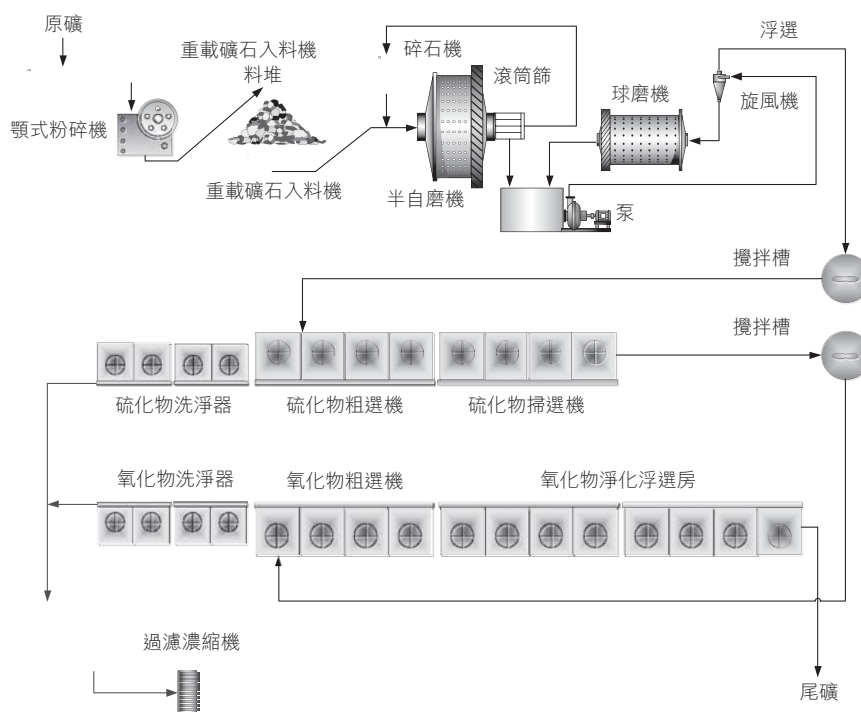 原礦
重載礦石入料機
料堆
碎石機
浮選
滾筒篩
球磨機
旋風機
顎式粉碎機
重載礦石入料機
半自磨機
泵
攪拌槽
攪拌槽
硫化物洗淨器
硫化物粗選機
硫化物掃選機
氧化物洗淨器
氧化物粗選機
氧化物淨化浮選房
過濾濃縮機
尾礦